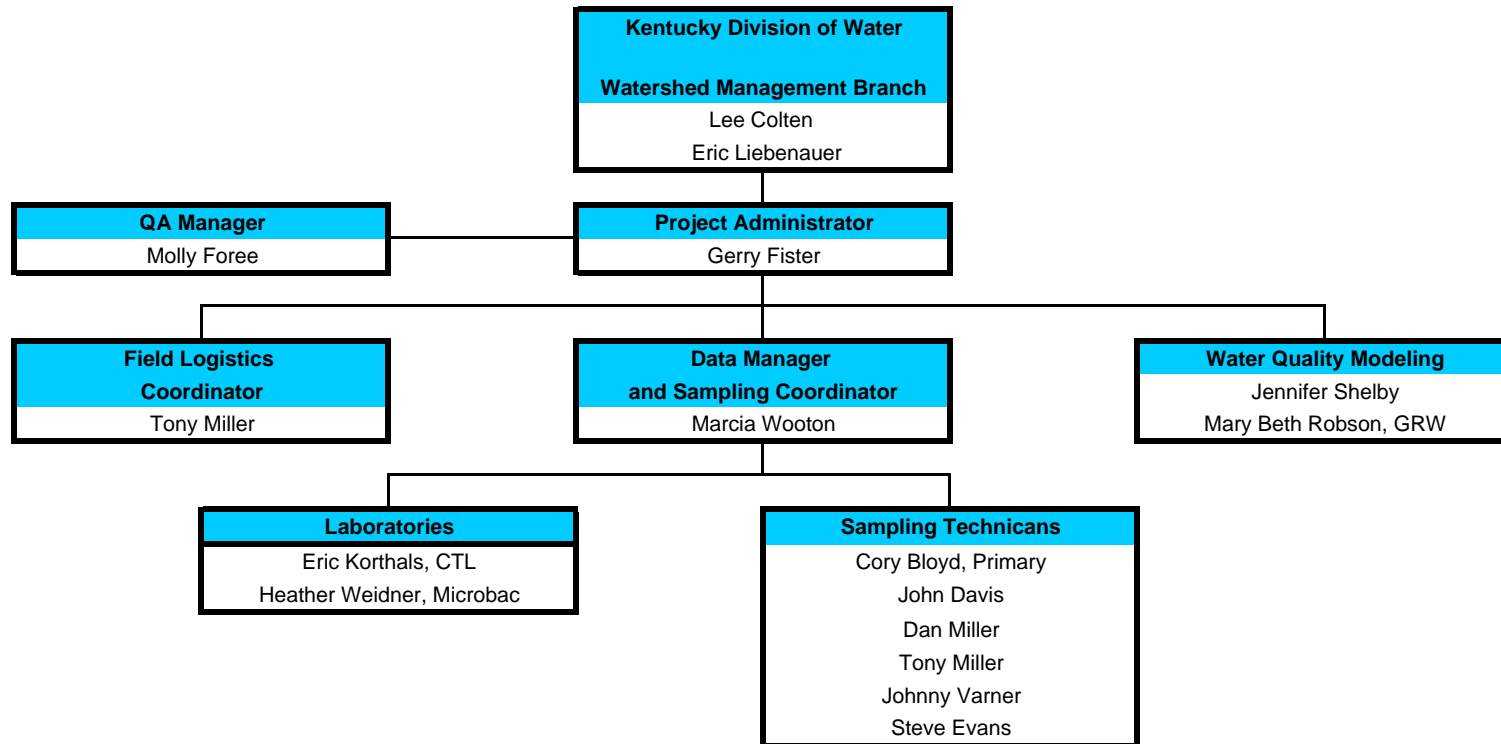 Kentucky Division of Water
Watershed Management Branch
Lee Colten
Eric Liebenauer
QA Manager
Molly Foree
Project Administrator
Gerry Fister
Field Logistics
Coordinator
Tony Miller
Data Manager
and Sampling Coordinator
Marcia Wooton
Water Quality Modeling
Jennifer Shelby
Mary Beth Robson, GRW
Laboratories
Eric Korthals, CTL
Heather Weidner, Microbac
Sampling Technicans
Cory Bloyd, Primary
John Davis
Dan Miller
Tony Miller
Johnny Varner
Steve Evans